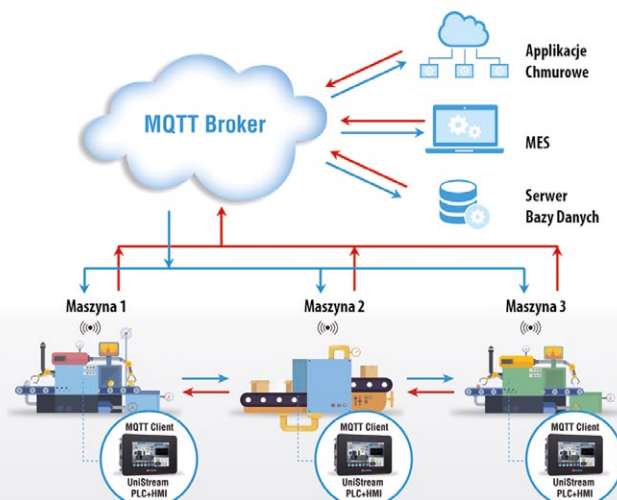 MQTT Broker
Applikacje
Chmurowe
MES
Serwer
Bazy Danych
Maszyna 1
Maszyna 2
Maszyna 3
MQTT Client
UniStream
PLC+HMI
MQTT Client
UniStream
PLC+HMI
MQTT Client
UniStream
PLC+HMI